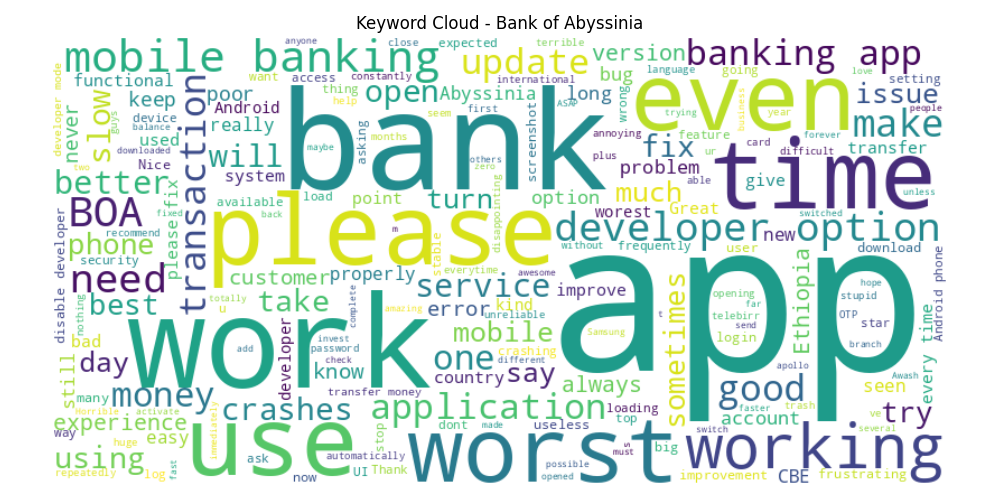 Keyword Cloud - Bank of Abyssinia
anyone close expected terrible
mobile banking update version banking app
functional want access constantly international language going love setting
developer mode keep poor thing open Abyssinia long bug even issue people
device Android help first ASAP wrong trying business year make
never slow guys used balance really seem bank screenshot annoying feature forever
downloaded maybe asking months others fix ur card difficult transfer
Nice will system plus problem able time
better two transaction load zero much give unless
fixed available point turn option worest Great switched
BOA please fix recommend back please disappointing developer option
phone security m stable without frequently new user download
need disable developer customer properly everytime awesome
nothing totally service improve opening far stupid hope Android phone
best u take complete amazing error kind unreliable app telebirr OTP star
work add invest password mobile crashing Samsung t send login branch
bad developer check know one different sometimes Ethiopia apollo
day still country say always Awash seen every time
many money transfer money good faster trash
Horrible activate crashes application loading top account ve try
experience immediately stop dont made useless big switch several
way huge easy use automatically worst must working
using ask UI Thank possible improvement CBE frustrating
repeatedly log fast now opened